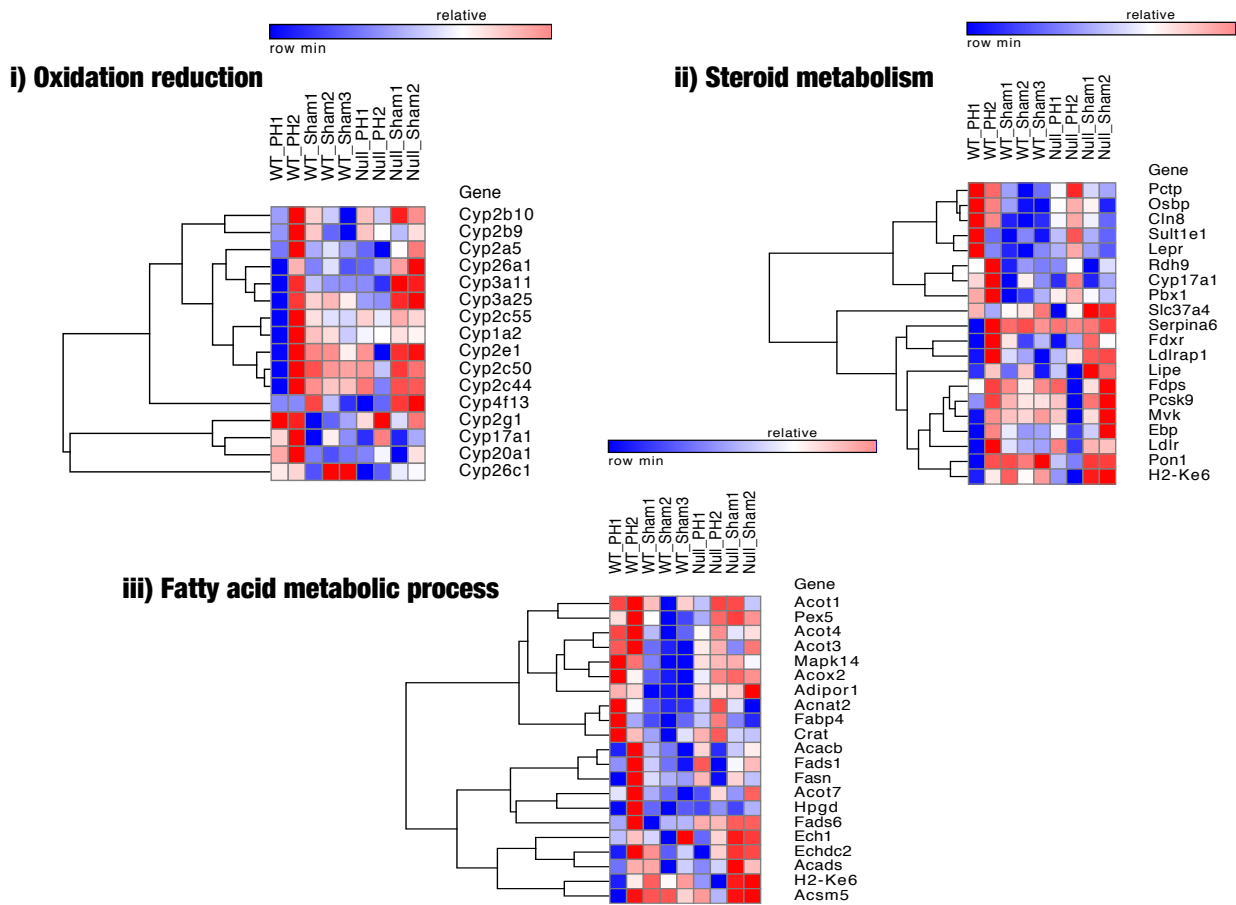 relative
row min
i) Oxidation reduction
WT_PH1
WT_PH2
WT_Sham1
WT_Sham2
WT_Sham3
Null_PH1
Null_PH2
Null_Sham1
Null_Sham2
Gene
Cyp2b10
Cyp2b9
Cyp2a5
Cyp26a1
Cyp3a11
Cyp3a25
Cyp2c55
Cyp1a2
Cyp2e1
Cyp2c50
Cyp2c44
Cyp4f13
Cyp2g1
Cyp17a1
Cyp20a1
Cyp26c1
relative
row min
ii) Steroid metabolism
WT_PH1
WT_PH2
WT_Sham1
WT_Sham2
WT_Sham3
Null_PH1
Null_PH2
Null_Sham1
Null_Sham2
Gene
Pctp
Osbp
Cln8
Sult1e1
Lepr
Rdh9
Cyp17a1
Pbx1
Slc37a4
Serpina6
Fdxr
Ldlrap1
Lipe
Fdps
Pcsk9
Mvk
Ebp
Ldlr
Pon1
H2-Ke6
relative
row min
iii) Fatty acid metabolic process
WT_PH1
WT_PH2
WT_Sham1
WT_Sham2
WT_Sham3
Null_PH1
Null_PH2
Null_Sham1
Null_Sham2
Gene
Acot1
Pex5
Acot4
Acot3
Mapk14
Acox2
Adipor1
Acnat2
Fabp4
Crat
Acacb
Fads1
Fasn
Acot7
Hpgd
Fads6
Ech1
Echdc2
Acads
H2-Ke6
Acsm5